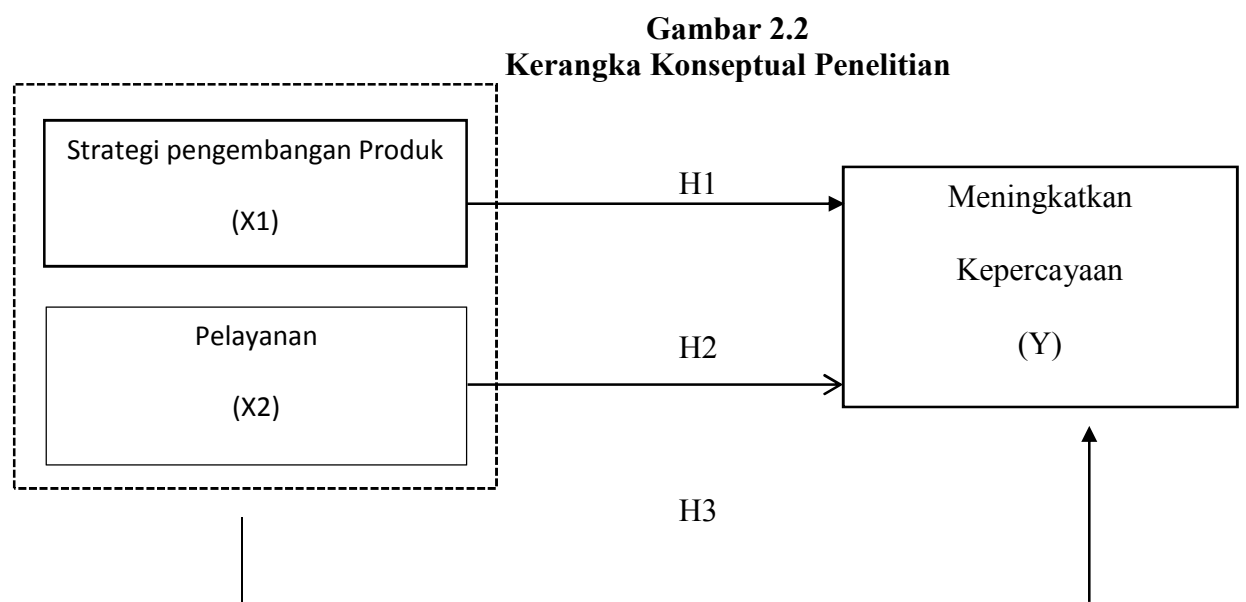 Gambar 2.2
Kerangka Konseptual Penelitian
Strategi pengembangan Produk
(X1)
H1
Meningkatkan
Kepercayaan
(Y)
Pelayanan
(X2)
H2
H3